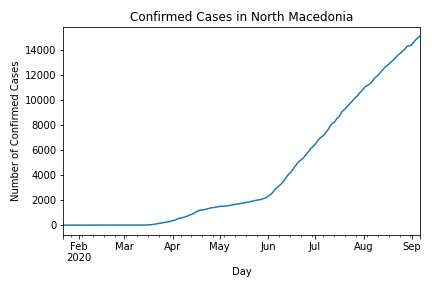 Confirmed Cases in North Macedonia
Number of Confirmed Cases
14000
12000
10000
8000
6000
4000
2000
0
Feb Mar Apr May Jun Jul Aug Sep
2020
Day